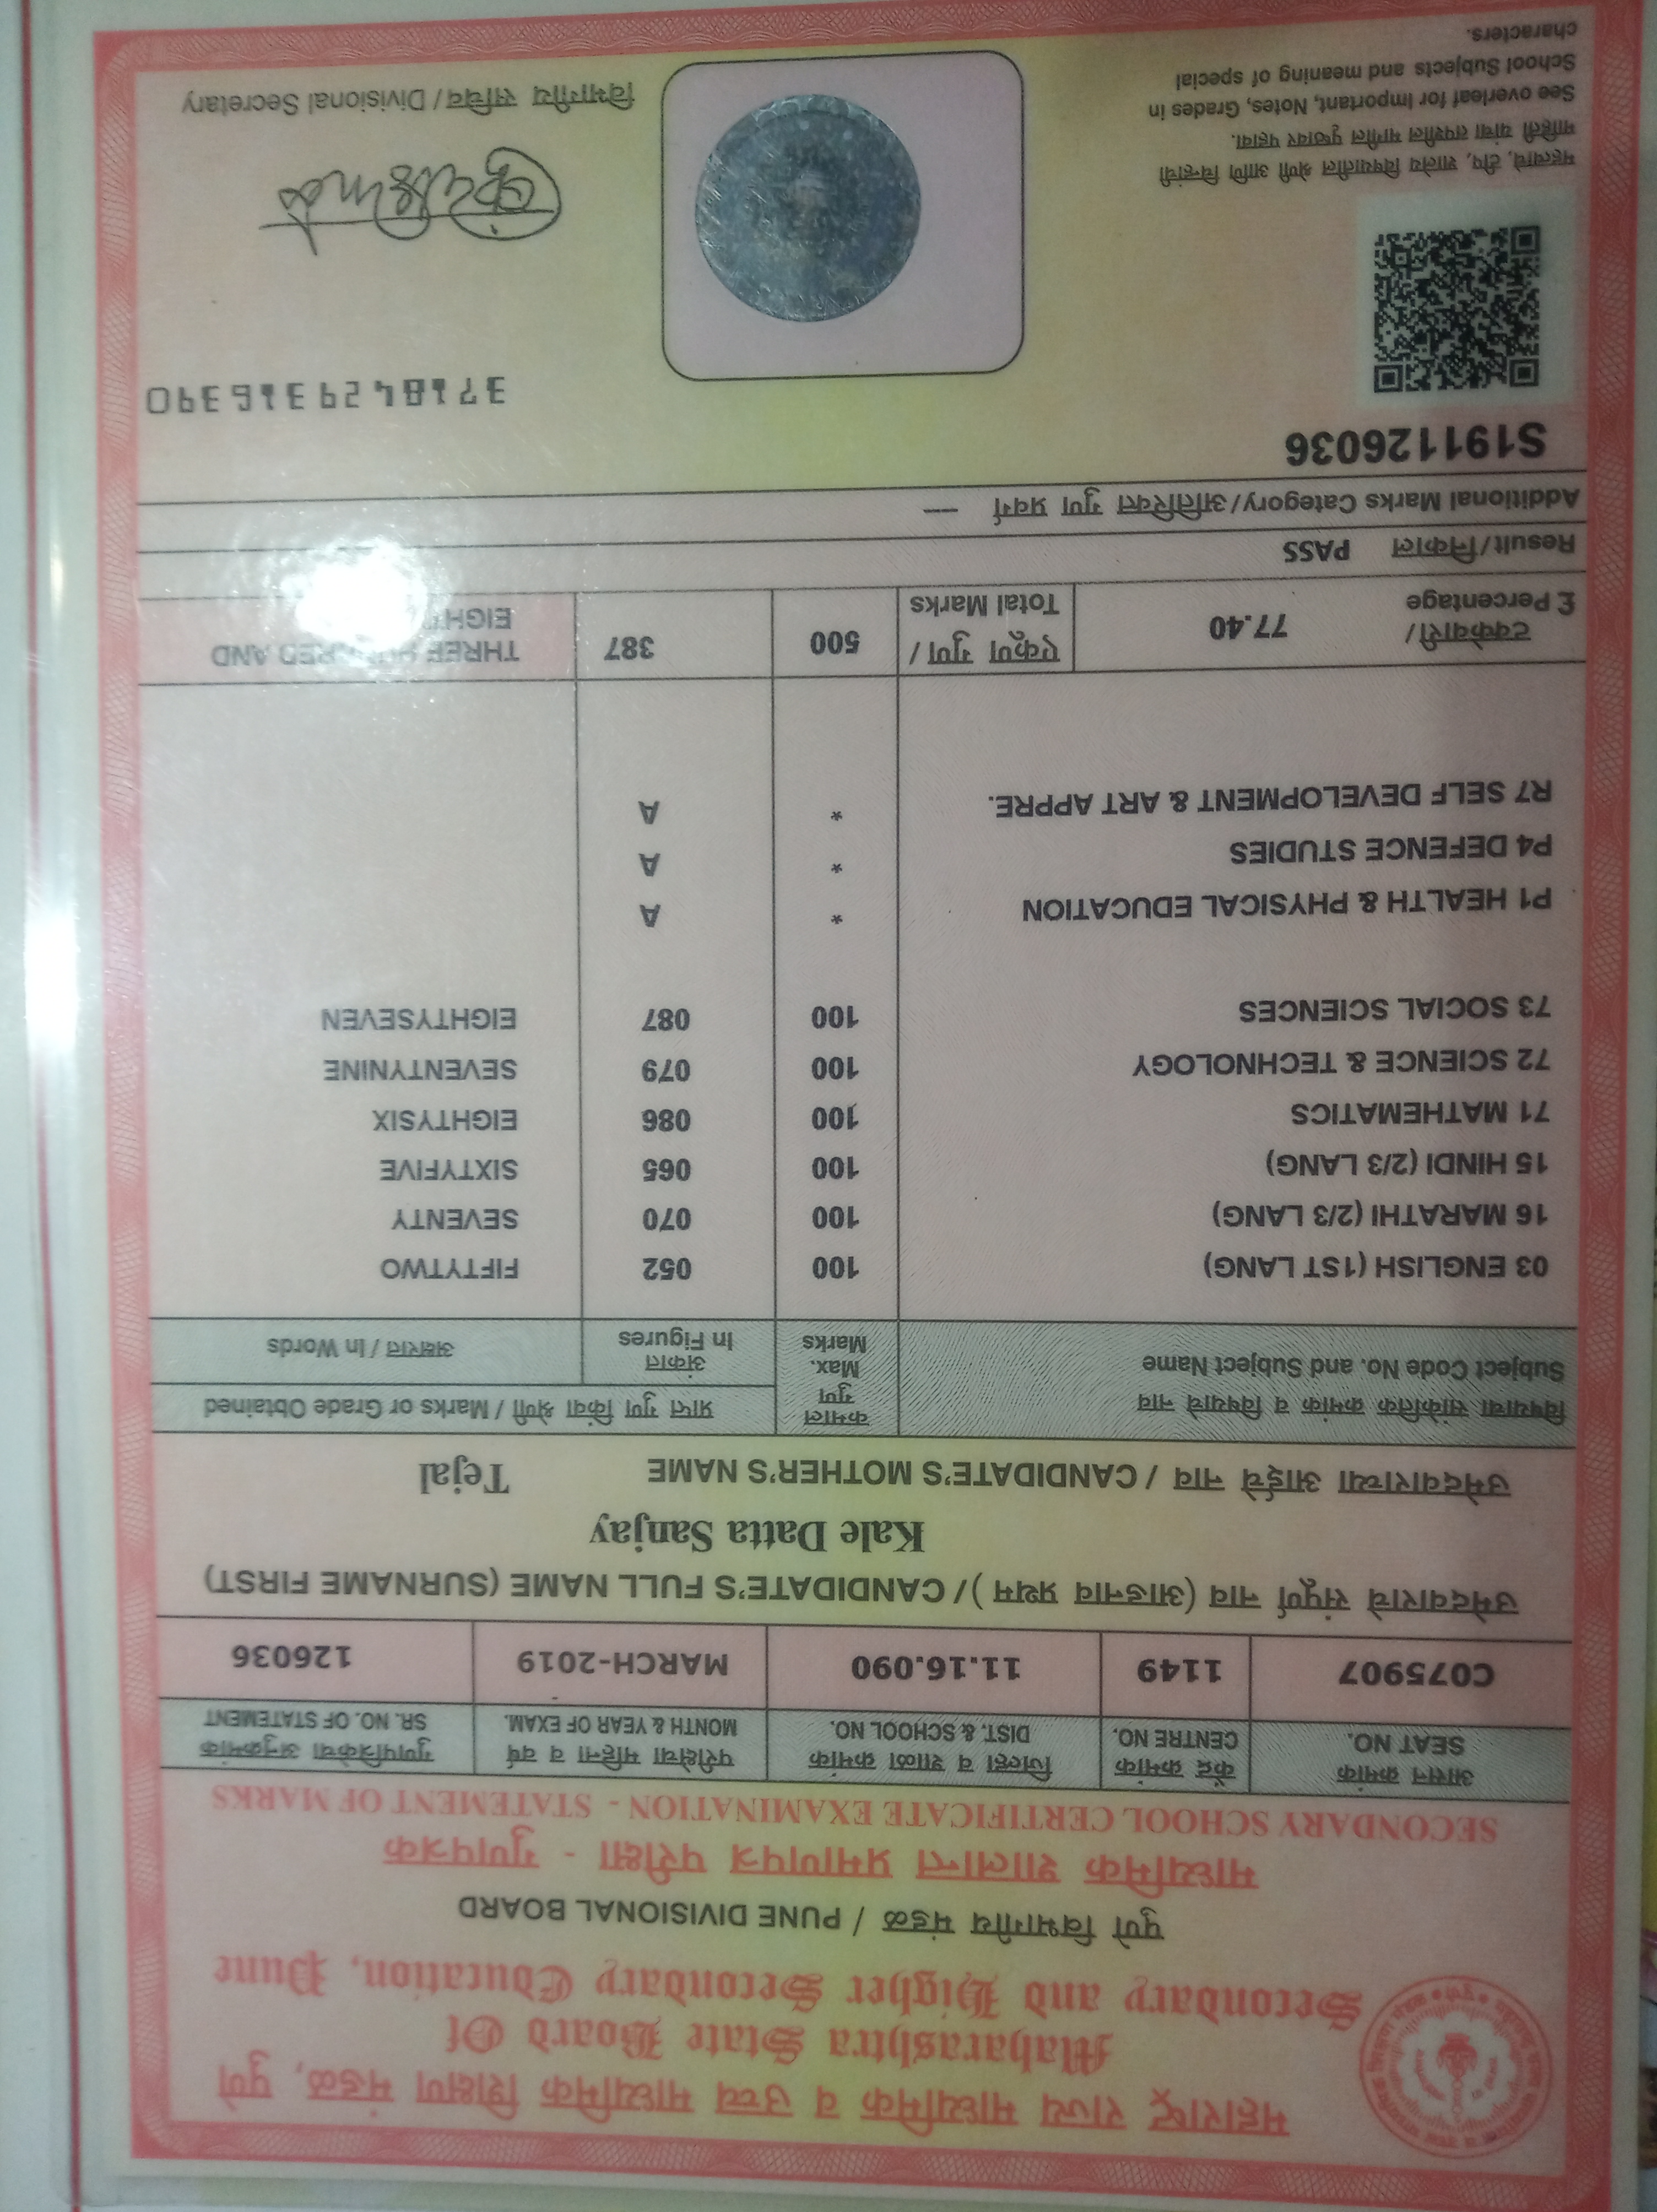 महाराष्ट्र राज्य माध्यमिक व उच्च माध्यमिक शिक्षण मंडळ, पुणे
Maharashtra State Board Of
Secondary and Higher Secondary Education, Pune
पुणे विभागीय मंडळ / PUNE DIVISIONAL BOARD
माध्यमिक शालान्त प्रमाणपत्र परीक्षा - गुणपत्रक
SECONDARY SCHOOL CERTIFICATE EXAMINATION - STATEMENT OF MARKS
आसन क्रमांक केंद्र क्रमांक जिल्हा व शाळा क्रमांक परीक्षेचा महिना व वर्ष गुणपत्रिकेचा अनुक्रमांक
SEAT NO. CENTRE NO. DIST. & SCHOOL NO. MONTH & YEAR OF EXAM. SR. NO. OF STATEMENT
C075907 1149 11.16.090 MARCH-2019 126036
उमेदवाराचे संपूर्ण नाव (आडनाव प्रथम) / CANDIDATE'S FULL NAME (SURNAME FIRST)
Kale Datta Sanjay
उमेदवाराच्या आईचे नाव / CANDIDATE'S MOTHER'S NAME Tejal
विषयाचा सांकेतिक क्रमांक व विषयाचे नाव
Subject Code No. and Subject Name
कमाल
गुण
Max.
Marks
प्राप्त गुण किंवा श्रेणी / Marks or Grade Obtained
अंकात
In Figures
अक्षरात / In Words
03 ENGLISH (1ST LANG) 100 052 FIFTYTWO
16 MARATHI (2/3 LANG) 100 070 SEVENTY
15 HINDI (2/3 LANG) 100 065 SIXTYFIVE
71 MATHEMATICS 100 086 EIGHTYSIX
72 SCIENCE & TECHNOLOGY 100 079 SEVENTYNINE
73 SOCIAL SCIENCES 100 087 EIGHTYSEVEN
P1 HEALTH & PHYSICAL EDUCATION * A
P4 DEFENCE STUDIES * A
R7 SELF DEVELOPMENT & ART APPRE. * A
टक्केवारी/
£ Percentage
77.40
एकूण गुण /
Total Marks
500 387
THREE HUNDRED AND
Result/निकाल PASS
Additional Marks Category/अतिरिक्त गुण प्रवर्ग —
S191126036
3718429316390
महत्वाचे, टीप, शालेय विषयातील श्रेणी आणि चिन्हांची
माहिती यांचा तपशील मागील पृष्ठावर पहावा.
See overleaf for Important, Notes, Grades in
School Subjects and meaning of special
characters.
विभागीय सचिव / Divisional Secretary